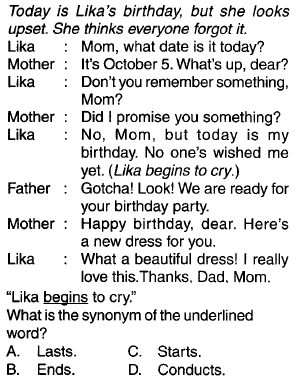 Today is Lika's birthday, but she looks
upset. She thinks everyone forgot it.
Lika : Mom, what date is it today?
Mother : It's October 5. What's up, dear?
Lika : Don't you remember something,
Mom?
Mother : Did I promise you something?
Lika : No, Mom, but today is my
birthday. No one's wished me
yet. (Lika begins to cry.)
Father : Gotcha! Look! We are ready for
your birthday party.
Mother : Happy birthday, dear. Here's
a new dress for you.
Lika : What a beautiful dress! I really
love this.Thanks, Dad, Mom.
"Lika begins to cry."
What is the synonym of the underlined
word?
A. Lasts. C. Starts.
B. Ends. D. Conducts.